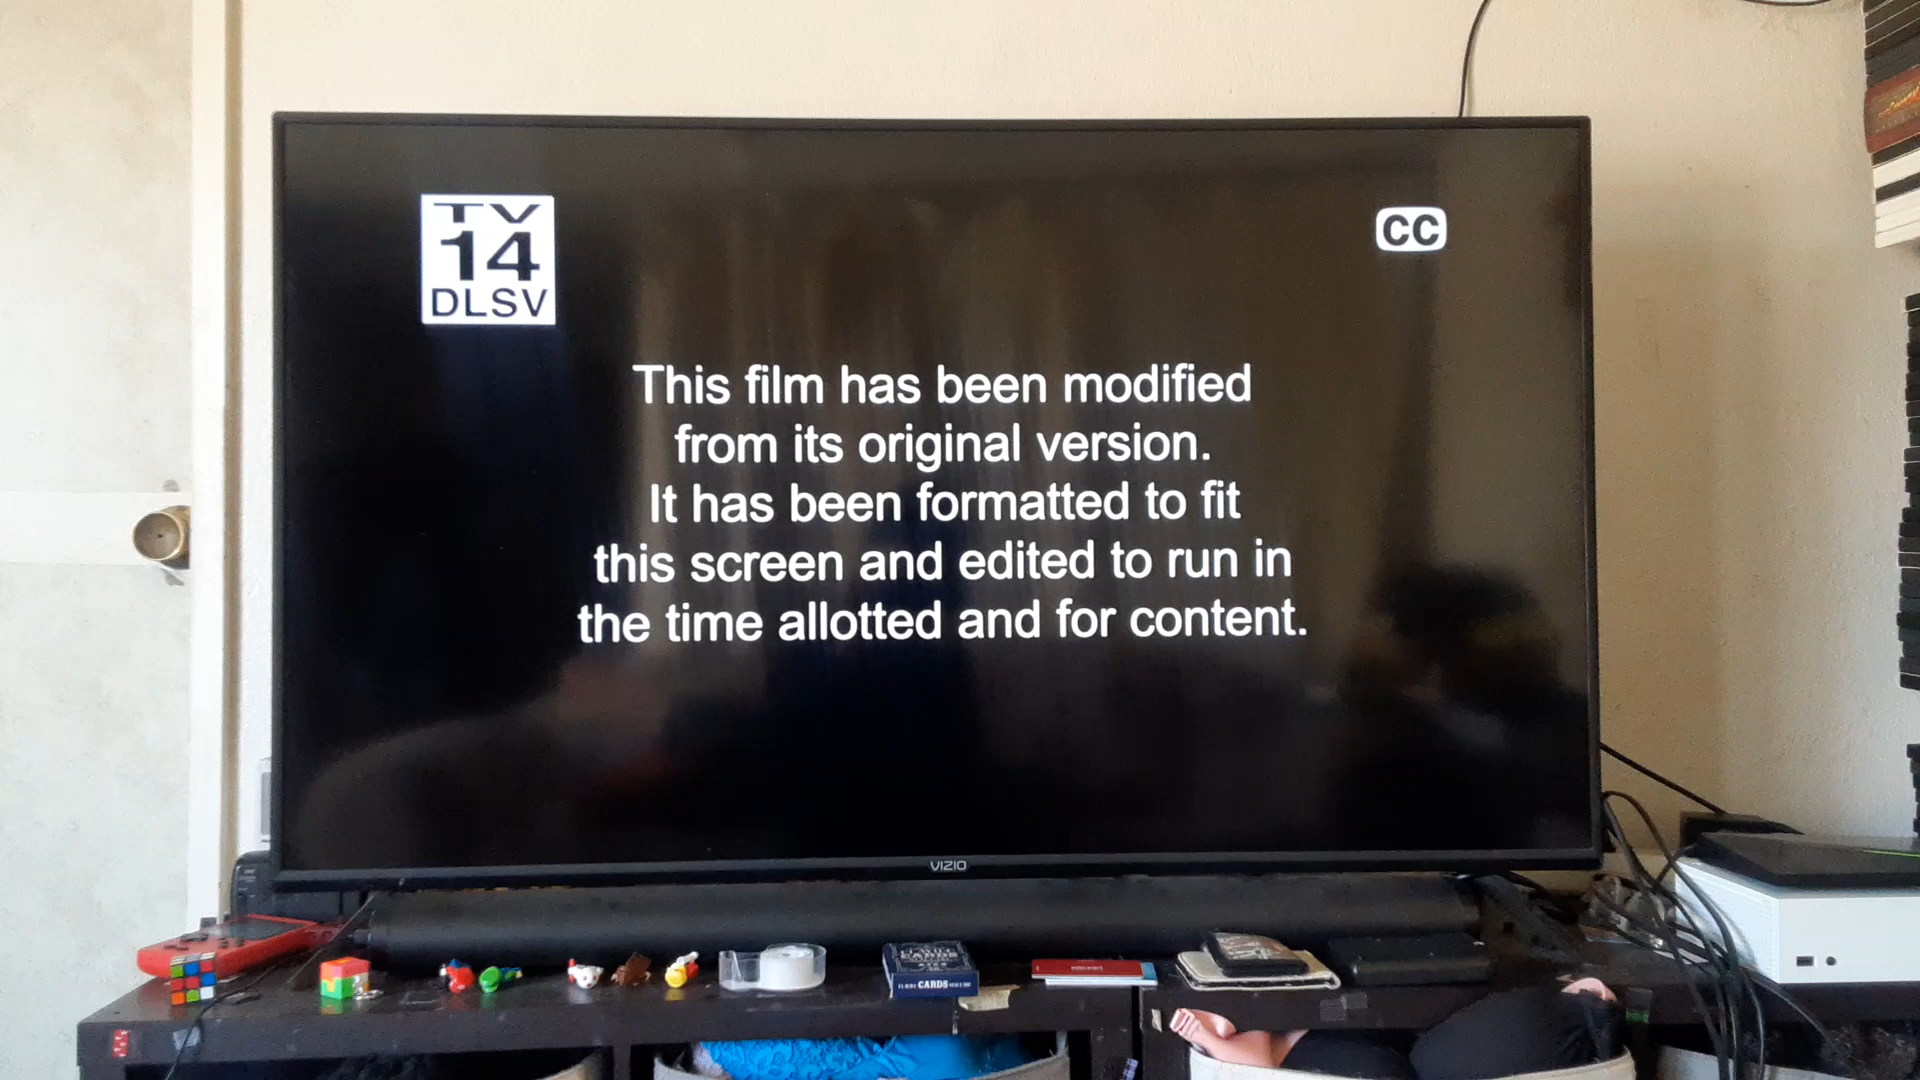 TV
14
DLSV
CC
This film has been modified
from its original version.
It has been formatted to fit
this screen and edited to run in
the time allotted and for content.
VIZIO
CARDS